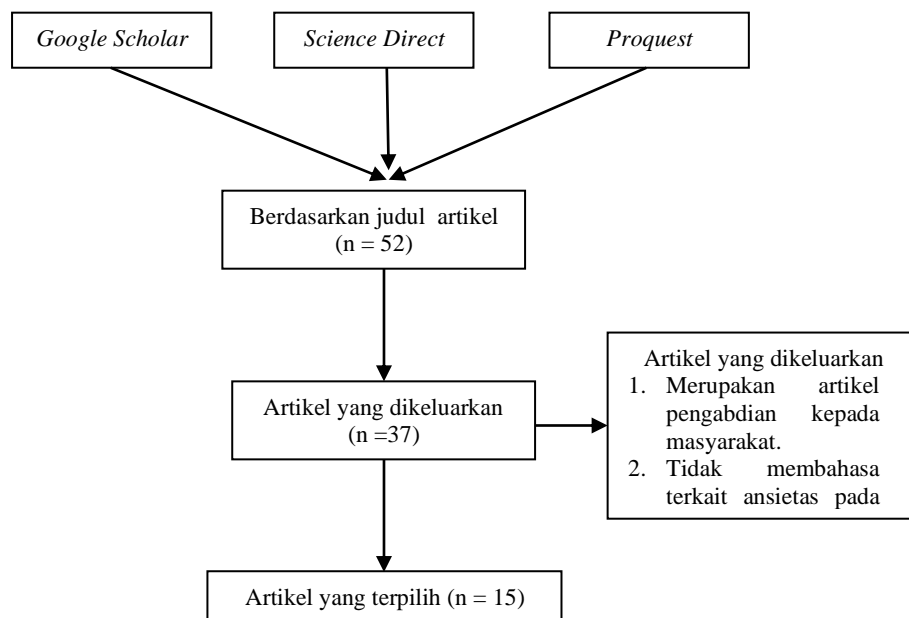 Google Scholar
Science Direct
Proquest
Berdasarkan judul artikel
(n = 52)
Artikel yang dikeluarkan
(n =37)
Artikel yang dikeluarkan
1. Merupakan artikel
pengabdian kepada
masyarakat.
2. Tidak membahasa
terkait ansietas pada
Artikel yang terpilih (n = 15)